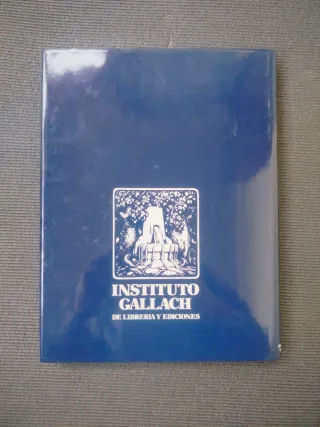 INSTITUTO
GALLACH
DE LIBRERIA Y EDICIONES